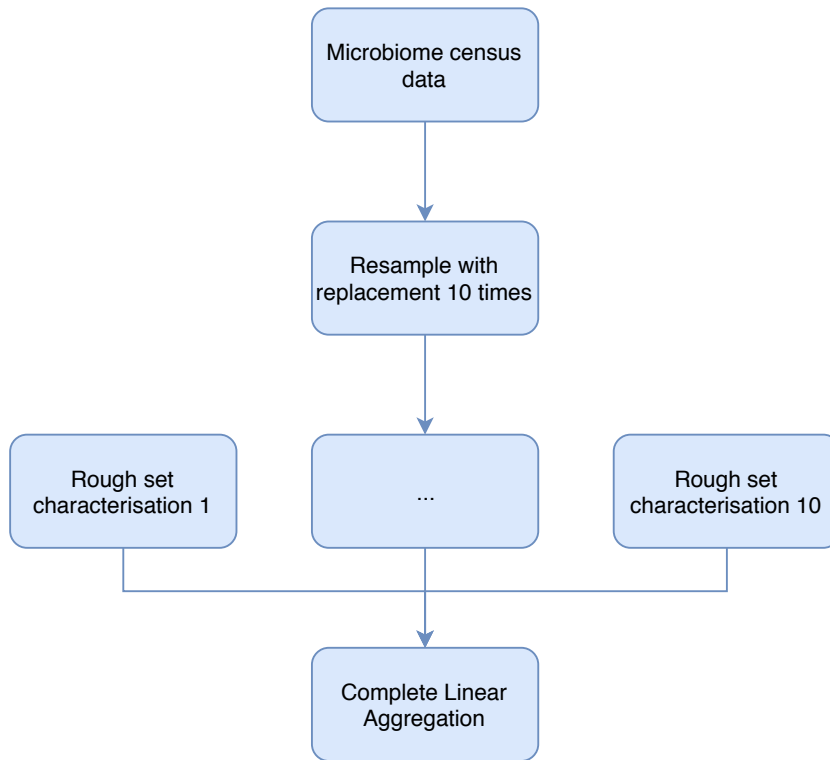 Microbiome census
data
Resample with
replacement 10 times
Rough set
characterisation 1
...
Rough set
characterisation 10
Complete Linear
Aggregation